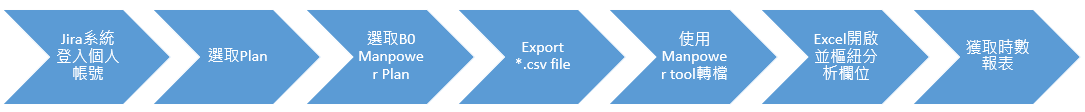 Jira系統
登入個人
帳號
選取Plan
選取B0
Manpowe
r Plan
Export
*.csv file
使用
Manpowe
r tool轉檔
Excel開啟
並樞紐分
析欄位
獲取時數
報表